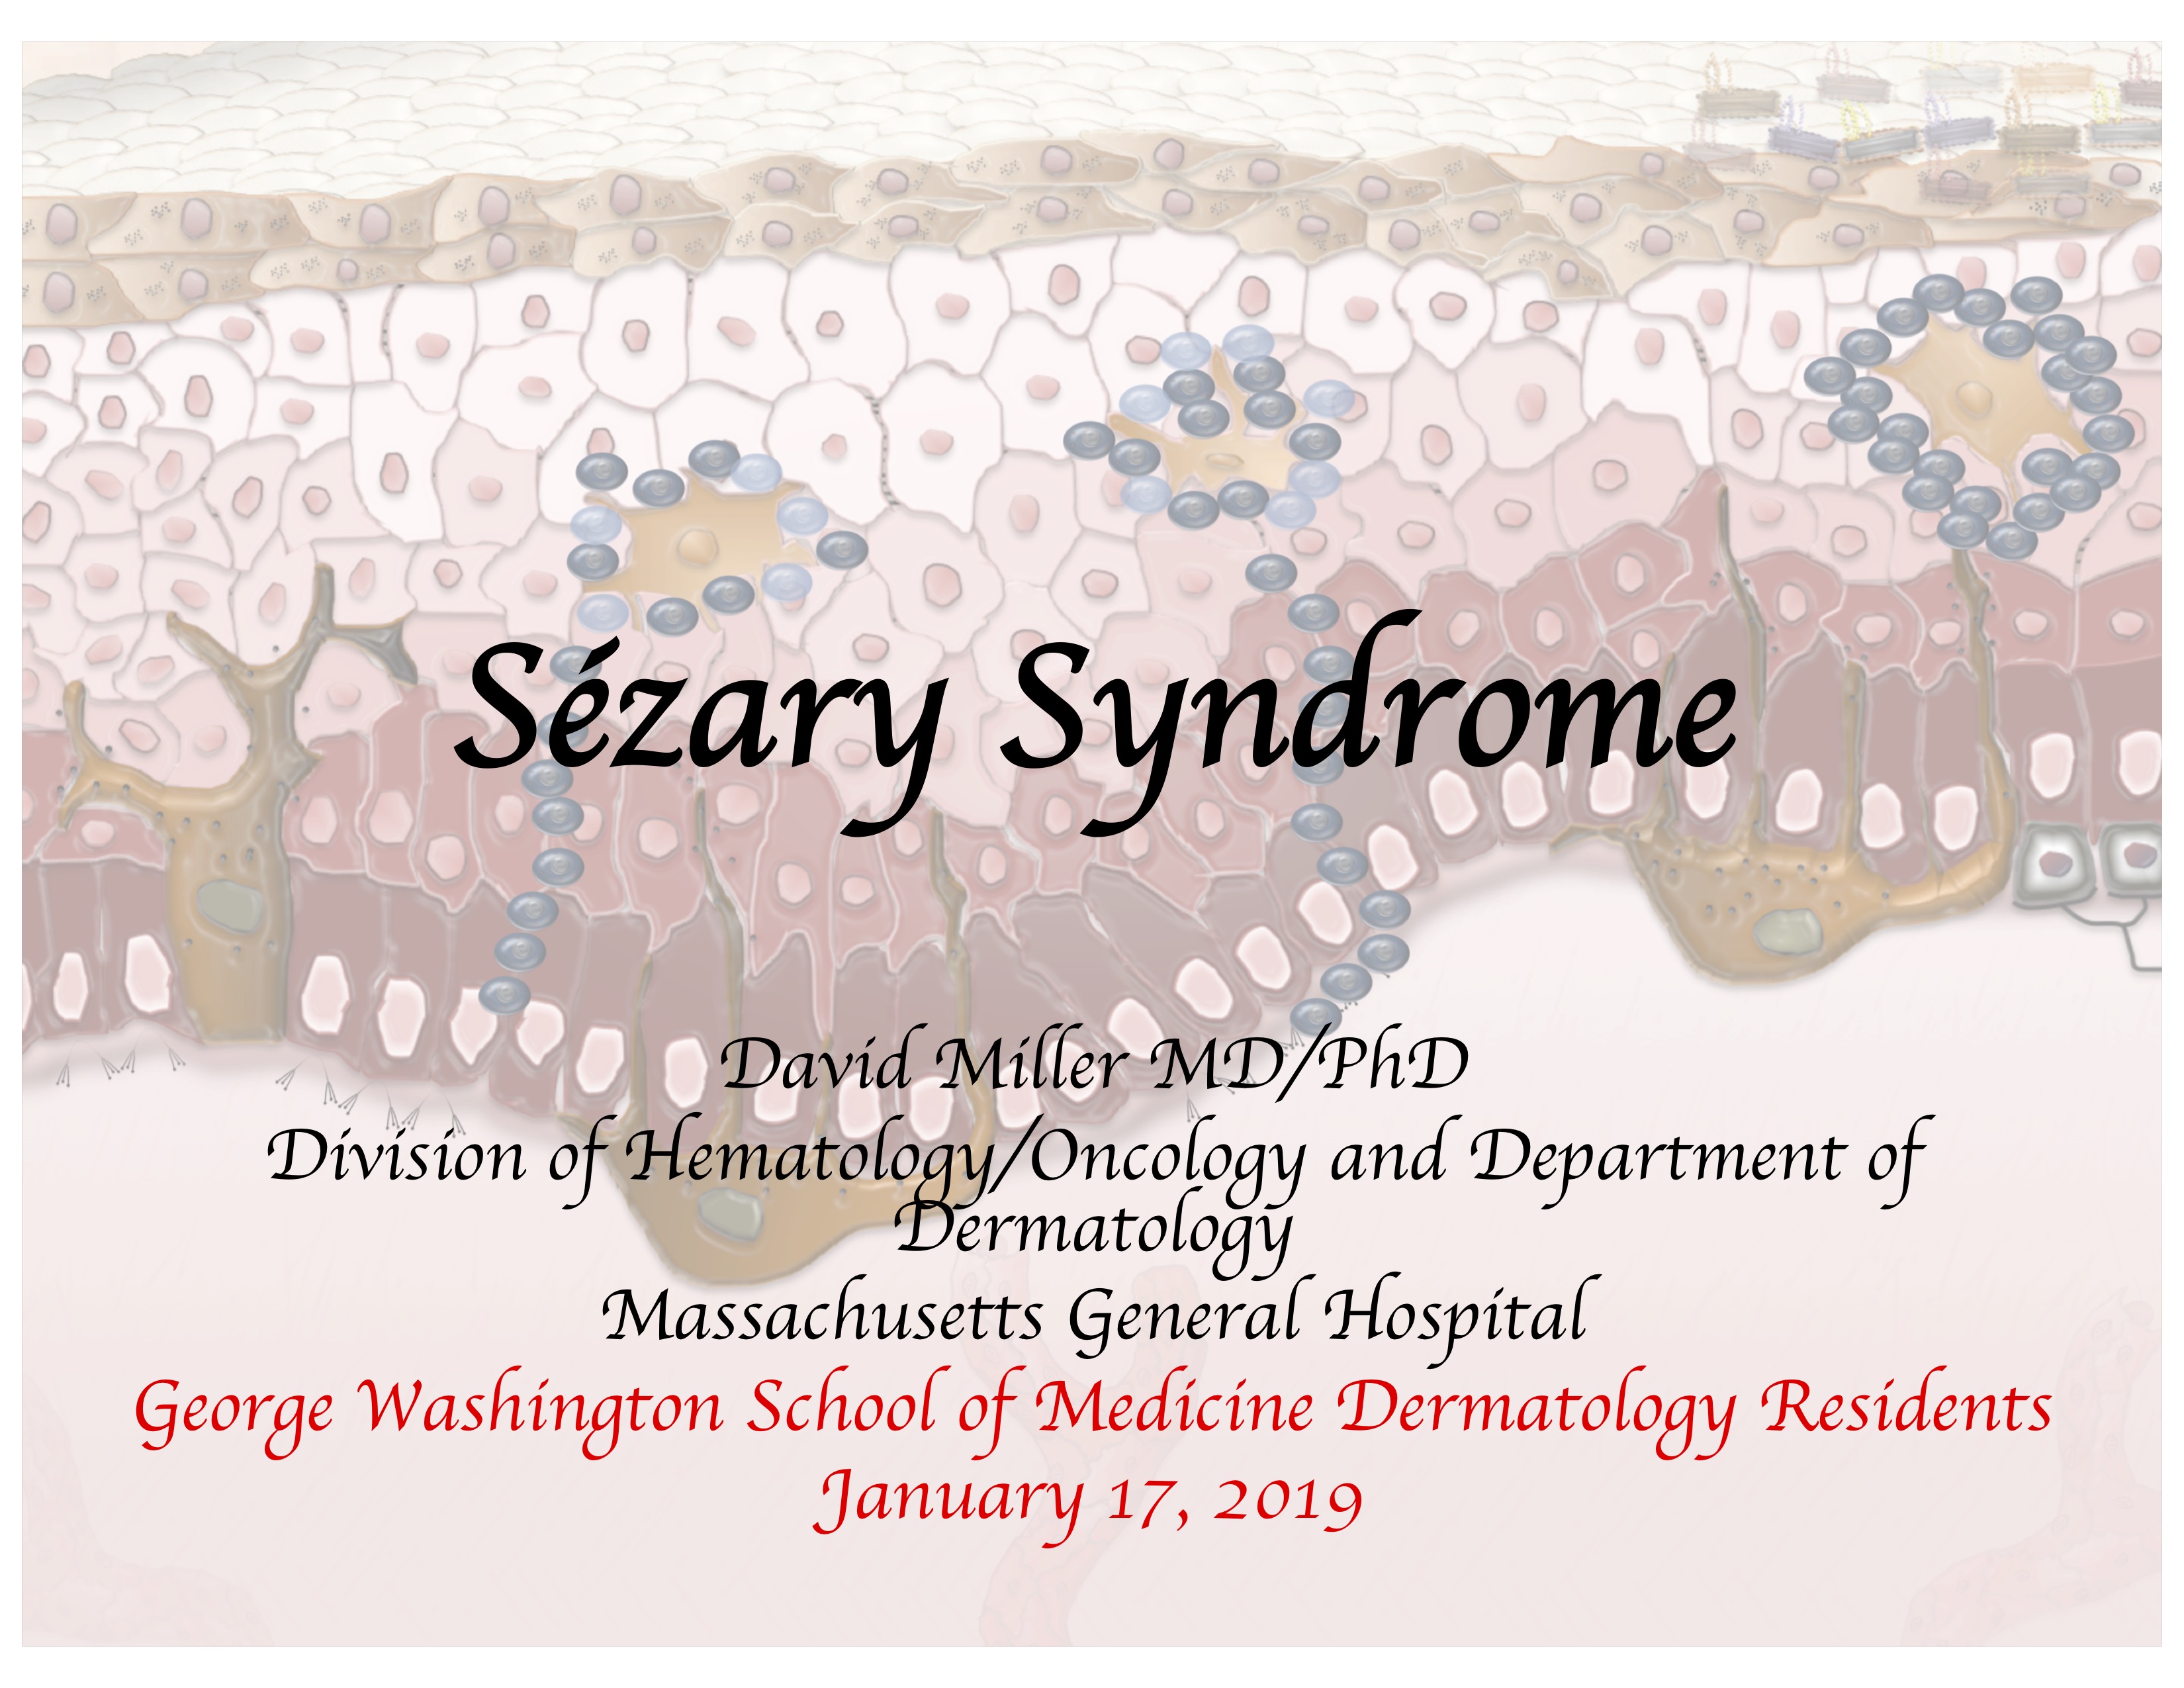 Sézary Syndrome
David Miller MD/PhD
Division of Hematology/Oncology and Department of
Dermatology
Massachusetts General Hospital
George Washington School of Medicine Dermatology Residents
January 17, 2019